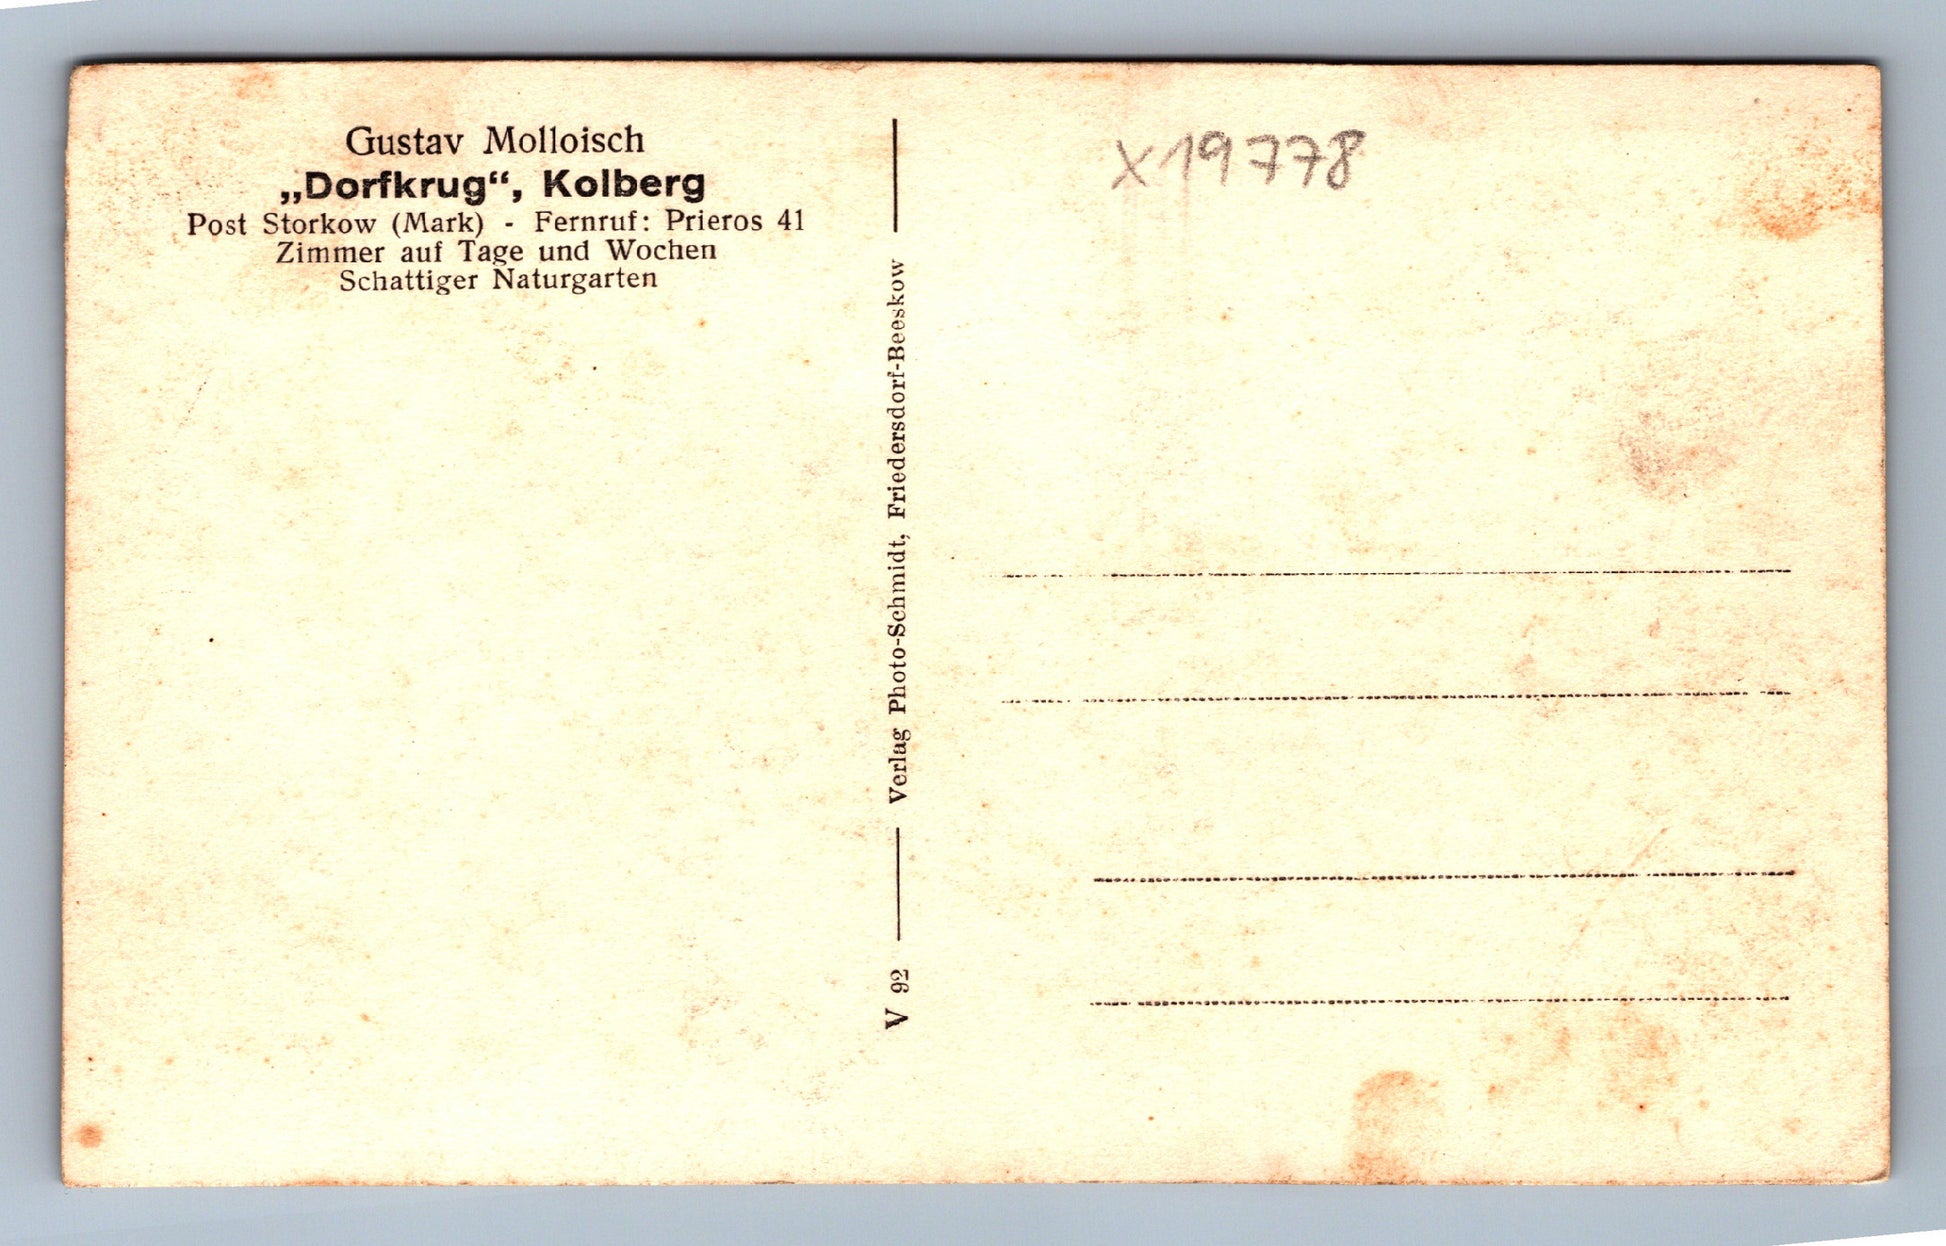 Gustav Molloisch
„Dorfkrug“, Kolberg
Post Storkow (Mark) - Fernruf: Prieros 41
Zimmer auf Tage und Wochen
Schattiger Naturgarten
V 92
Verlag Photo-Schmidt, Friedersdorf-Beeskow
X19778